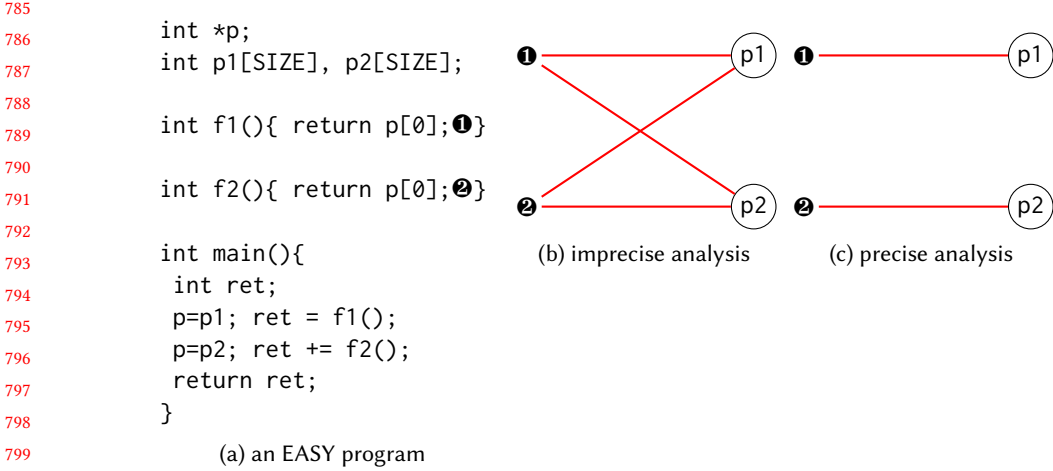 785
786 int *p;
787 int p1[SIZE], p2[SIZE];
788
789 int f1(){ return p[0];❶}
790
791 int f2(){ return p[0];❷}
792
793 int main(){
794 int ret;
795 p=p1; ret = f1();
796 p=p2; ret += f2();
797 return ret;
798 }
799 (a) an EASY program
❶ p1
❷ p2
(b) imprecise analysis
❶ p1
❷ p2
(c) precise analysis